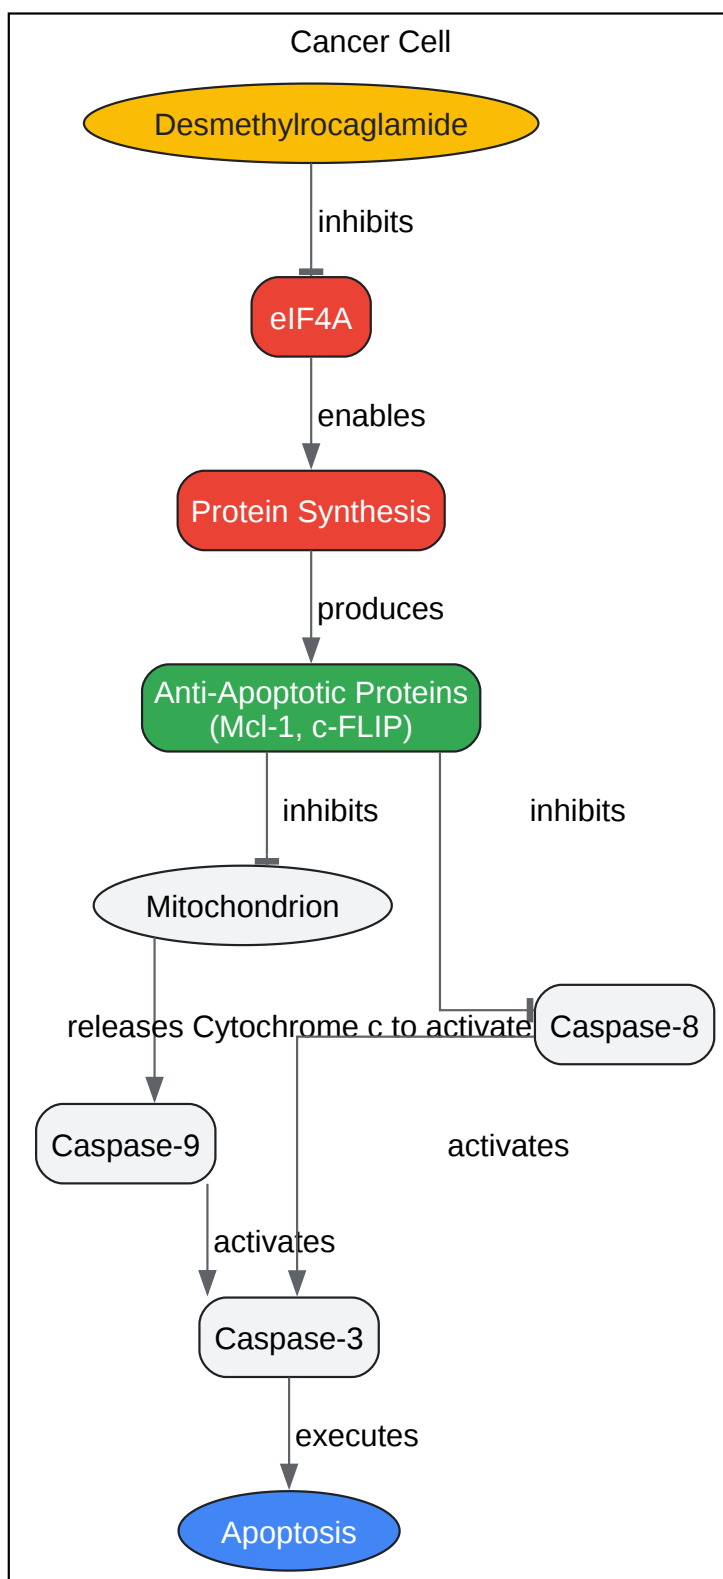 Cancer Cell
Desmethylrocaglamide
inhibits
eIF4A
enables
Protein Synthesis
produces
Anti-Apoptotic Proteins
(Mcl-1, c-FLIP)
inhibits
inhibits
Mitochondrion
releases Cytochrome c to activate
Caspase-8
Caspase-9
activates
activates
Caspase-3
executes
Apoptosis